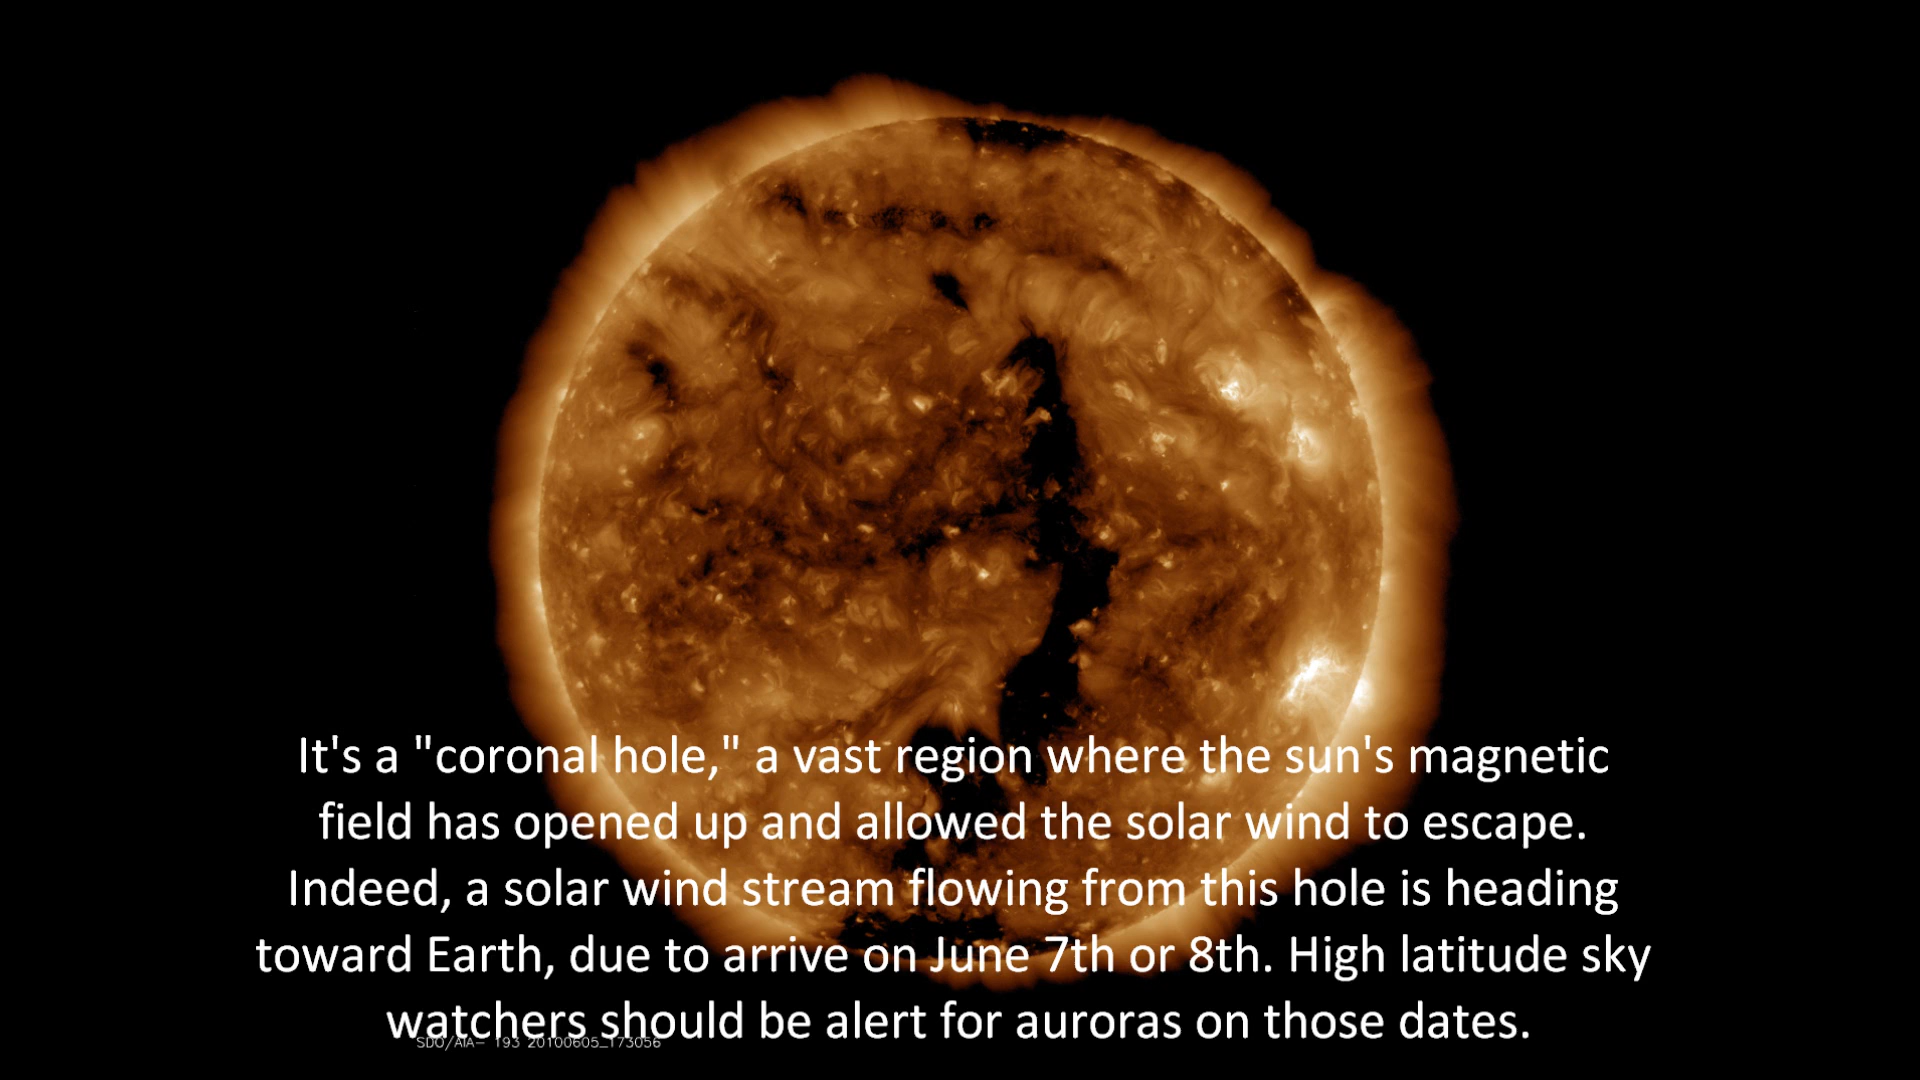 It's a "coronal hole," a vast region where the sun's magnetic
field has opened up and allowed the solar wind to escape.
Indeed, a solar wind stream flowing from this hole is heading
toward Earth, due to arrive on June 7th or 8th. High latitude sky
watchers should be alert for auroras on those dates.
SDO/AIA- 193 20100605_173056